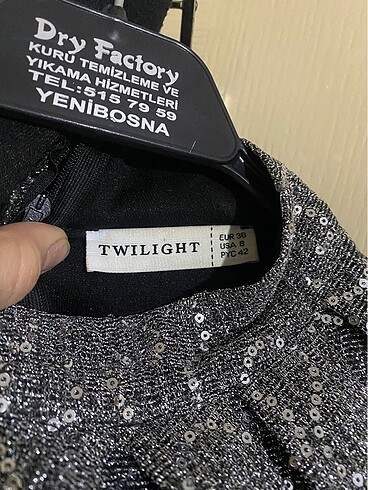 Dry Factory
KURU TEMİZLEME VE
YIKAMA HİZMETLERİ
TEL:515 79 59
YENİBOSNA
TWILIGHT
EUR 36
USA 8
РУС 42